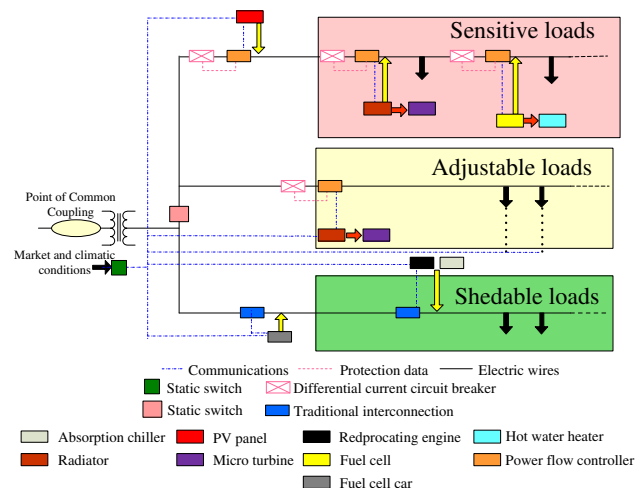 Sensitive loads
Adjustable loads
Point of Common
Coupling
Market and climatic
conditions
Shedable loads
Communications
Protection data
Electric wires
Static switch
Differential current circuit breaker
Static switch
Traditional interconnection
Absorption chiller
PV panel
Redprocating engine
Hot water heater
Radiator
Micro turbine
Fuel cell
Power flow controller
Fuel cell car